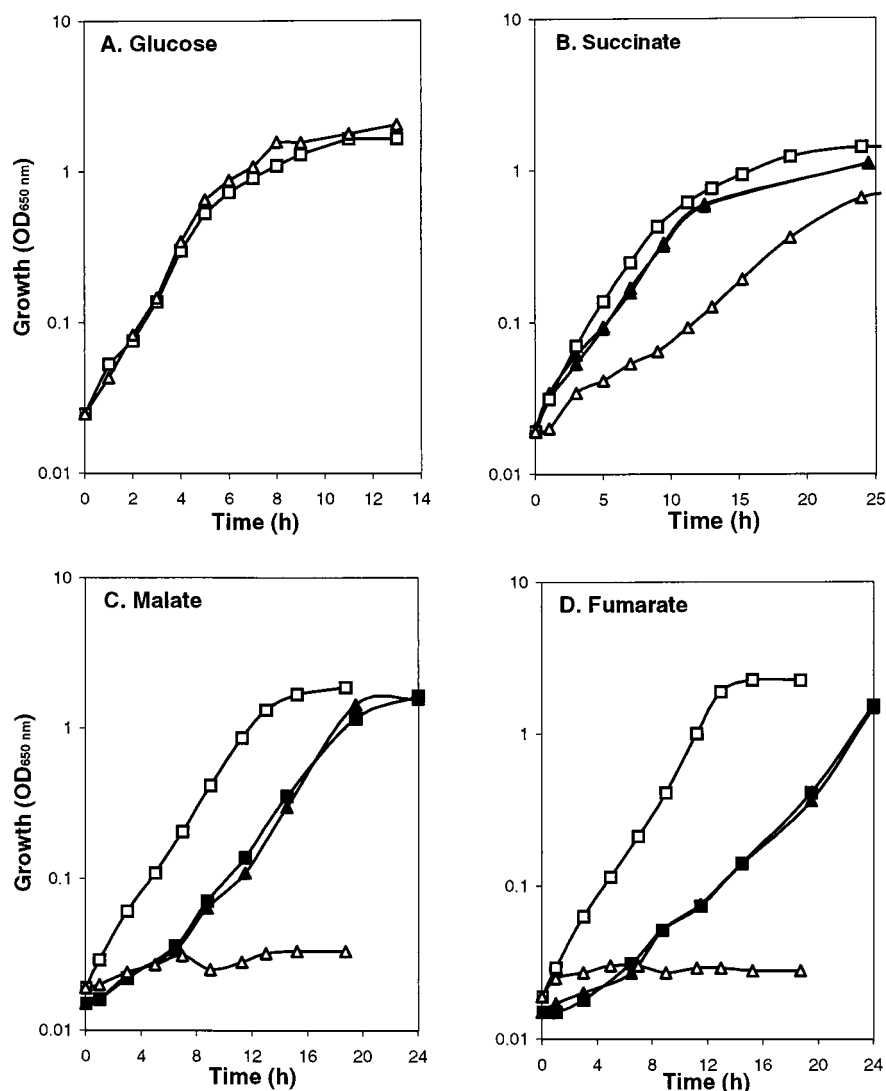 A. Glucose
10
1
0.1
0.01
Growth (OD650 nm)
0 2 4 6 8 10 12 14
Time (h)
B. Succinate
10
1
0.1
0.01
0 5 10 15 20 25
Time (h)
C. Malate
10
1
0.1
0.01
Growth (OD650 nm)
0 4 8 12 16 20 24
Time (h)
D. Fumarate
10
1
0.1
0.01
0 4 8 12 16 20 24
Time (h)